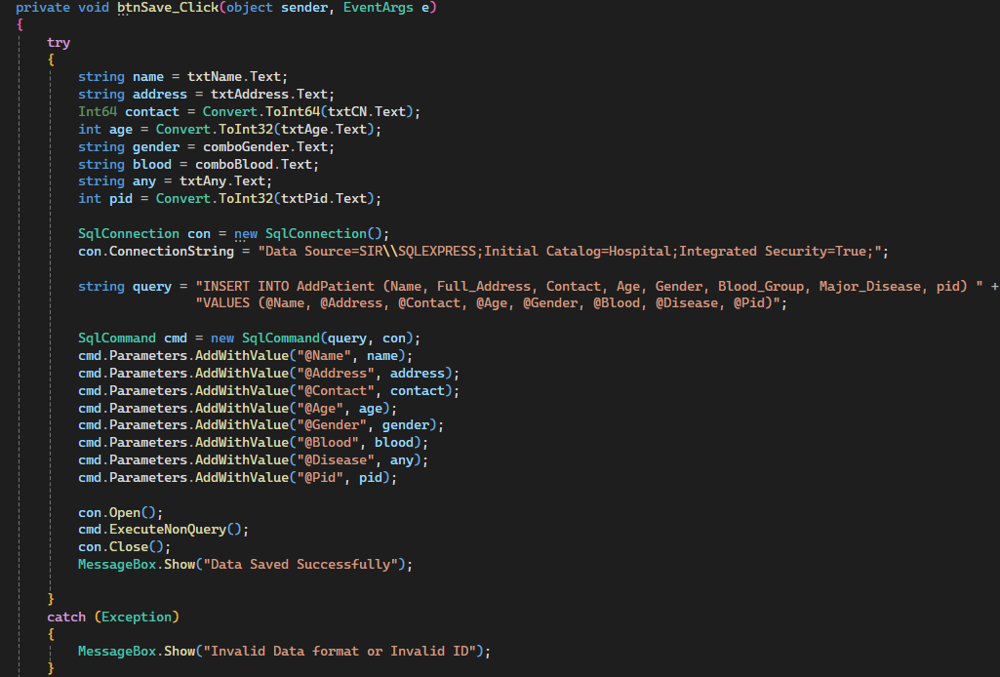 private void btnSave_Click(object sender, EventArgs e)
{
try
{
string name = txtName.Text;
string address = txtAddress.Text;
Int64 contact = Convert.ToInt64(txtCN.Text);
int age = Convert.ToInt32(txtAge.Text);
string gender = comboGender.Text;
string blood = comboBlood.Text;
string any = txtAny.Text;
int pid = Convert.ToInt32(txtPid.Text);
SqlConnection con = new SqlConnection();
con.ConnectionString = "Data Source=SIR\\SQLEXPRESS;Initial Catalog=Hospital;Integrated Security=True;";
string query = "INSERT INTO AddPatient (Name, Full_Address, Contact, Age, Gender, Blood_Group, Major_Disease, pid) " +
"VALUES (@Name, @Address, @Contact, @Age, @Gender, @Blood, @Disease, @Pid)";
SqlCommand cmd = new SqlCommand(query, con);
cmd.Parameters.AddWithValue("@Name", name);
cmd.Parameters.AddWithValue("@Address", address);
cmd.Parameters.AddWithValue("@Contact", contact);
cmd.Parameters.AddWithValue("@Age", age);
cmd.Parameters.AddWithValue("@Gender", gender);
cmd.Parameters.AddWithValue("@Blood", blood);
cmd.Parameters.AddWithValue("@Disease", any);
cmd.Parameters.AddWithValue("@Pid", pid);
con.Open();
cmd.ExecuteNonQuery();
con.Close();
MessageBox.Show("Data Saved Successfully");
}
catch (Exception)
{
MessageBox.Show("Invalid Data format or Invalid ID");
}